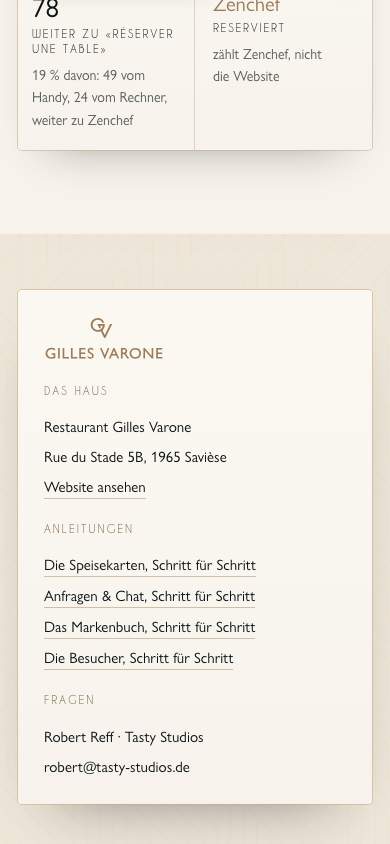 78
WEITER ZU «RÉSERVER
UNE TABLE»
19 % davon: 49 vom
Handy, 24 vom Rechner,
weiter zu Zenchef
Zenchef
RESERVIERT
zählt Zenchef, nicht
die Website
GV
GILLES VARONE
DAS HAUS
Restaurant Gilles Varone
Rue du Stade 5B, 1965 Savièse
Website ansehen
ANLEITUNGEN
Die Speisekarten, Schritt für Schritt
Anfragen & Chat, Schritt für Schritt
Das Markenbuch, Schritt für Schritt
Die Besucher, Schritt für Schritt
FRAGEN
Robert Reff · Tasty Studios
robert@tasty-studios.de